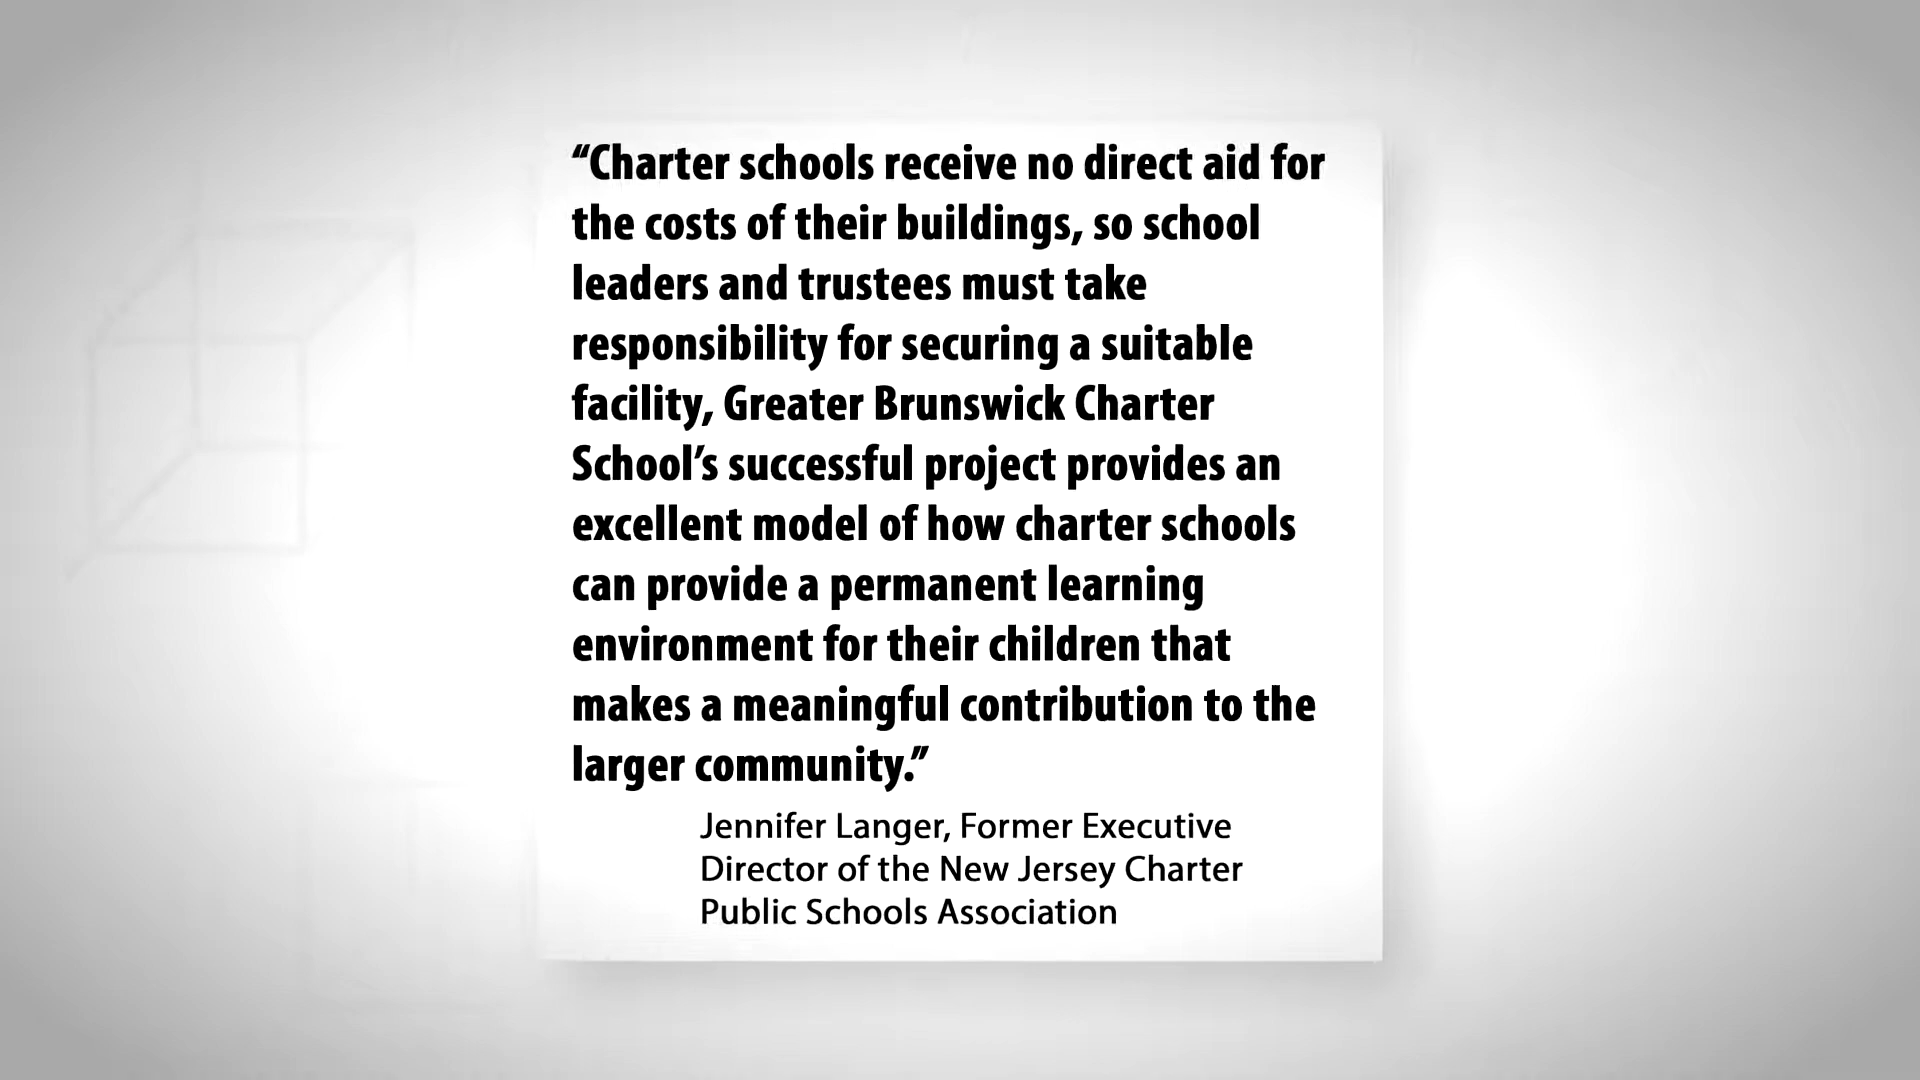 “Charter schools receive no direct aid for
the costs of their buildings, so school
leaders and trustees must take
responsibility for securing a suitable
facility, Greater Brunswick Charter
School’s successful project provides an
excellent model of how charter schools
can provide a permanent learning
environment for their children that
makes a meaningful contribution to the
larger community.”
Jennifer Langer, Former Executive
Director of the New Jersey Charter
Public Schools Association